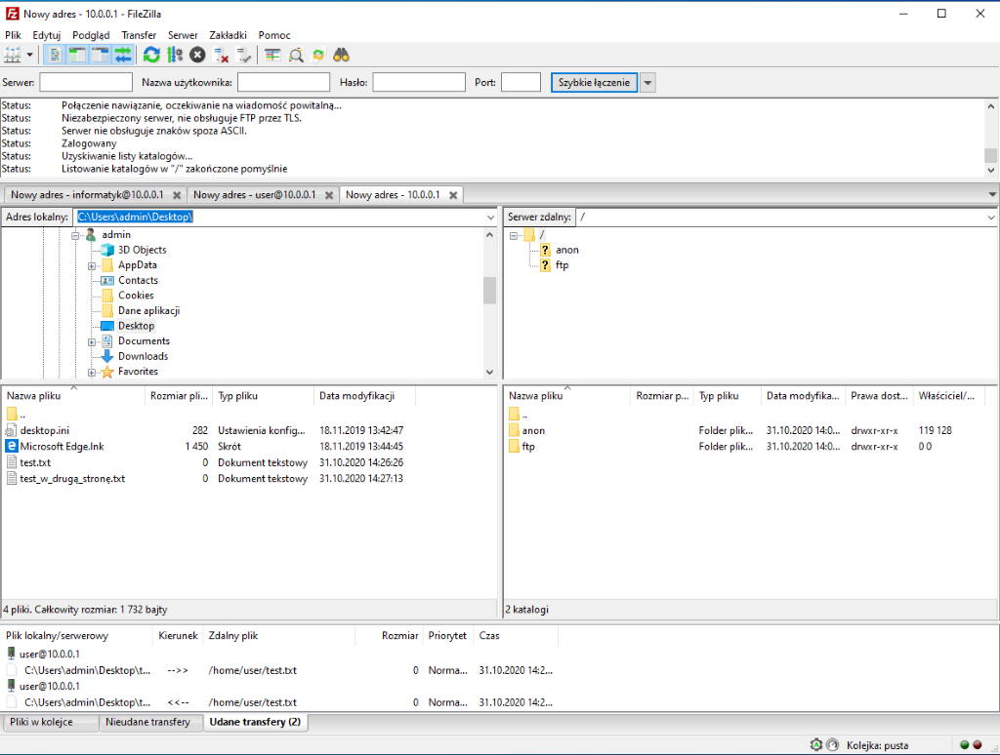 Nowy adres - 10.0.0.1 - FileZilla
Plik Edytuj Podgląd Transfer Serwer Zakładki Pomoc
Serwer: Nazwa użytkownika: Hasło: Port: Szybkie łączenie
Status: Połączenie nawiązanie, oczekiwanie na wiadomość powitalną...
Status: Niezabezpieczony serwer, nie obsługuje FTP przez TLS.
Status: Serwer nie obsługuje znaków spoza ASCII.
Status: Zalogowany
Status: Uzyskiwanie listy katalogów...
Status: Listowanie katalogów w "/" zakończone pomyślnie
Nowy adres - informatyk@10.0.0.1 Nowy adres - user@10.0.0.1 Nowy adres - 10.0.0.1
Adres lokalny: C:\Users\admin\Desktop\
admin
3D Objects
AppData
Contacts
Cookies
Dane aplikacji
Desktop
Documents
Downloads
Favorites
Serwer zdalny: /
/
anon
ftp
Nazwa pliku Rozmiar pli... Typ pliku Data modyfikacji
..
desktop.ini 282 Ustawienia konfig... 18.11.2019 13:42:47
Microsoft Edge.lnk 1 450 Skrót 18.11.2019 13:44:45
test.txt 0 Dokument tekstowy 31.10.2020 14:26:26
test_w_drugą_stronę.txt 0 Dokument tekstowy 31.10.2020 14:27:13
4 pliki. Całkowity rozmiar: 1 732 bajty
Nazwa pliku Rozmiar p... Typ pliku Data modyfika... Prawa dost... Właściciel/...
..
anon Folder plik... 31.10.2020 14:0... drwxr-xr-x 119 128
ftp Folder plik... 31.10.2020 14:0... drwxr-xr-x 0 0
2 katalogi
Plik lokalny/serwerowy Kierunek Zdalny plik Rozmiar Priorytet Czas
user@10.0.0.1
C:\Users\admin\Desktop\t... -->> /home/user/test.txt 0 Norma... 31.10.2020 14:2...
user@10.0.0.1
C:\Users\admin\Desktop\t... <<-- /home/user/test.txt 0 Norma... 31.10.2020 14:2...
Pliki w kolejce Nieudane transfery Udane transfery (2)
Kolejka: pusta